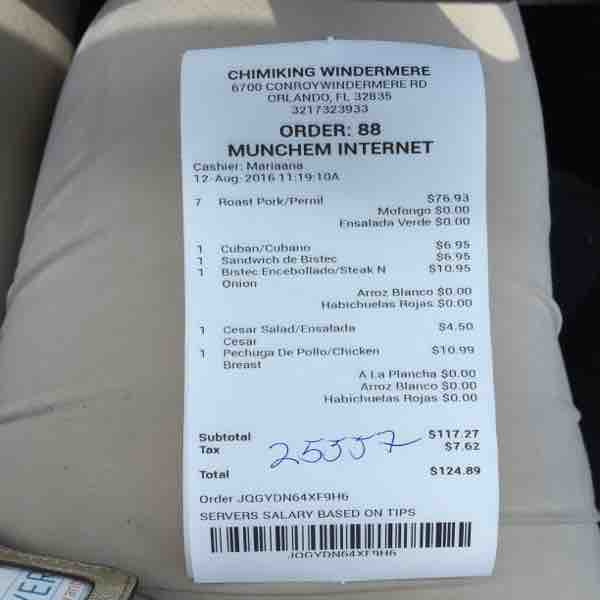 CHIMIKING WINDERMERE
6700 CONROYWINDERMERE RD
ORLANDO, FL 32835
3217323933
ORDER: 88
MUNCHEM INTERNET
Cashier: Mariaana
12-Aug-2016 11:19:10A
7 Roast Pork/Pernil $76.93
Mofongo $0.00
Ensalada Verde $0.00
1 Cuban/Cubano $6.95
1 Sandwich de Bistec $6.95
1 Bistec Encebollado/Steak N $10.95
Onion
Arroz Blanco $0.00
Habichuelas Rojas $0.00
1 Cesar Salad/Ensalada $4.50
Cesar
1 Pechuga De Pollo/Chicken $10.99
Breast
A La Plancha $0.00
Arroz Blanco $0.00
Habichuelas Rojas $0.00
Subtotal $117.27
Tax $7.62
25557
Total $124.89
Order JQGYDN64XF9H6
SERVERS SALARY BASED ON TIPS
JQGYDN64XF9H6